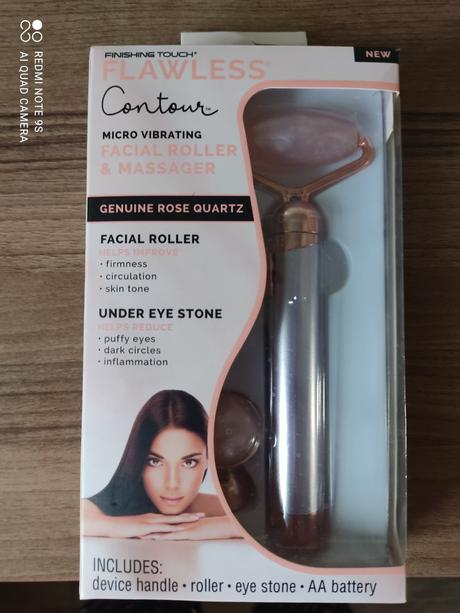 REDMI NOTE 9S
AI QUAD CAMERA
FINISHING TOUCH®
NEW
FLAWLESS®
Contour™
MICRO VIBRATING
FACIAL ROLLER
& MASSAGER
GENUINE ROSE QUARTZ
FACIAL ROLLER
HELPS IMPROVE
• firmness
• circulation
• skin tone
UNDER EYE STONE
HELPS REDUCE
• puffy eyes
• dark circles
• inflammation
INCLUDES:
device handle • roller • eye stone • AA battery